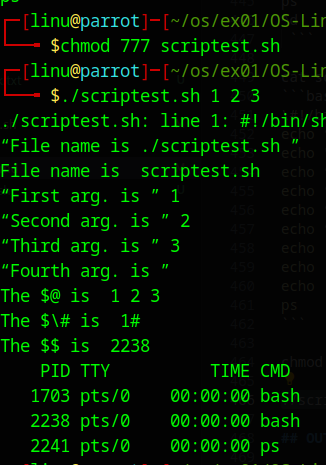 ps
[linu@parrot]─[~/os/ex01/OS-Lin
$chmod 777 scriptest.sh
[linu@parrot]─[~/os/ex01/OS-Lin
$./scriptest.sh 1 2 3
./scriptest.sh: line 1: #!/bin/sh
“File name is ./scriptest.sh ”
File name is  scriptest.sh
“First arg. is ” 1
“Second arg. is ” 2
“Third arg. is ” 3
“Fourth arg. is ”
The $@ is  1 2 3
The $\# is  1#
The $$ is  2238
PID TTY          TIME CMD
1703 pts/0    00:00:00 bash
2238 pts/0    00:00:00 bash
2241 pts/0    00:00:00 ps